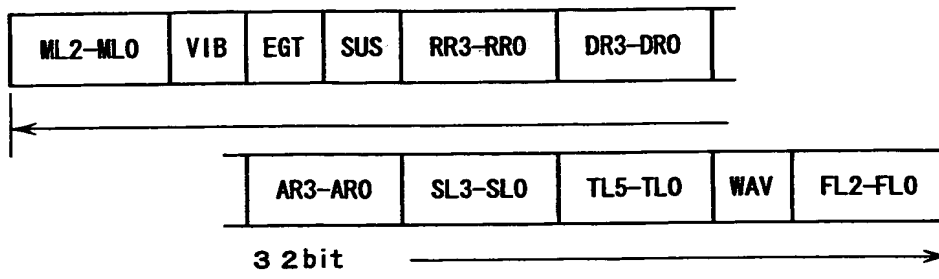 ML2-ML0 VIB EGT SUS RR3-RR0 DR3-DR0
AR3-AR0 SL3-SL0 TL5-TL0 WAV FL2-FL0
32bit